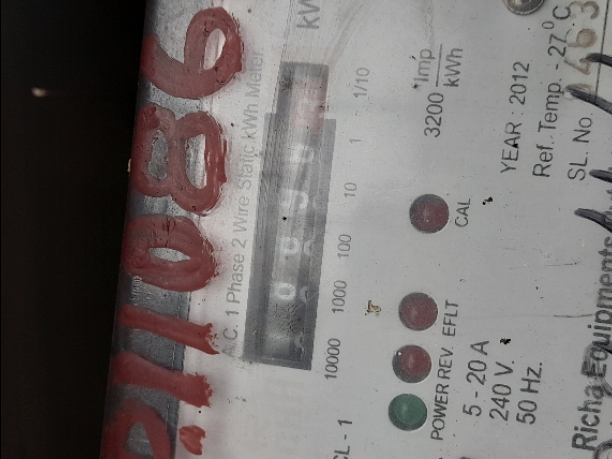 A. C. 1 Phase 2 Wire Static kWh Meter
kW
10000 1000 100 10 1 1/10
3200 Imp
kWh
CAL
POWER REV. EFLT
CL - 1
5 - 20 A
240 V.
50 Hz.
YEAR : 2012
Ref. Temp. - 27°C
SL. No.
Richa Equipments